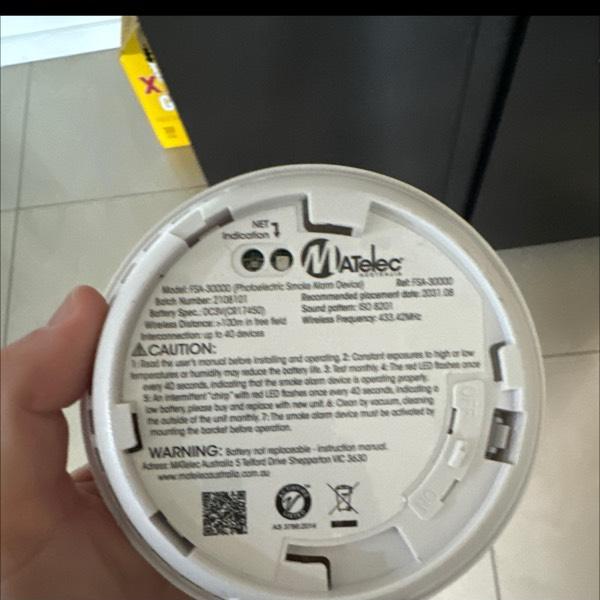 NET
Indication
MATelec
AUSTRALIA
Model: FSA-30000 (Photoelectric Smoke Alarm Device) Ref: FSA-30000
Batch Number: 2108101 Recommended placement date: 2031.08
Battery Spec.: DC3V(CR17450) Sound pattern: ISO 8201
Wireless Distance: >100m in free field Wireless Frequency: 433.42MHz
Interconnection: up to 40 devices
CAUTION:
1: Read the user's manual before installing and operating. 2: Constant exposures to high or low
temperatures or humidity may reduce the battery life. 3: Test monthly. 4: The red LED flashes once
every 40 seconds, indicating that the smoke alarm device is operating properly.
5: An intermittent "chirp" with red LED flashes once every 40 seconds, indicating a
low battery, please buy and replace with new unit. 6: Clean by vacuum, cleaning
the outside of the unit monthly. 7: The smoke alarm device must be activated by
mounting the bracket before operation.
WARNING: Battery not replaceable - instruction manual.
Adress: MATelec Australia 5 Telford Drive Shepparton VIC 3630
www.matelecaustralia.com.au
AS 3786:2014
OFF
ON
X